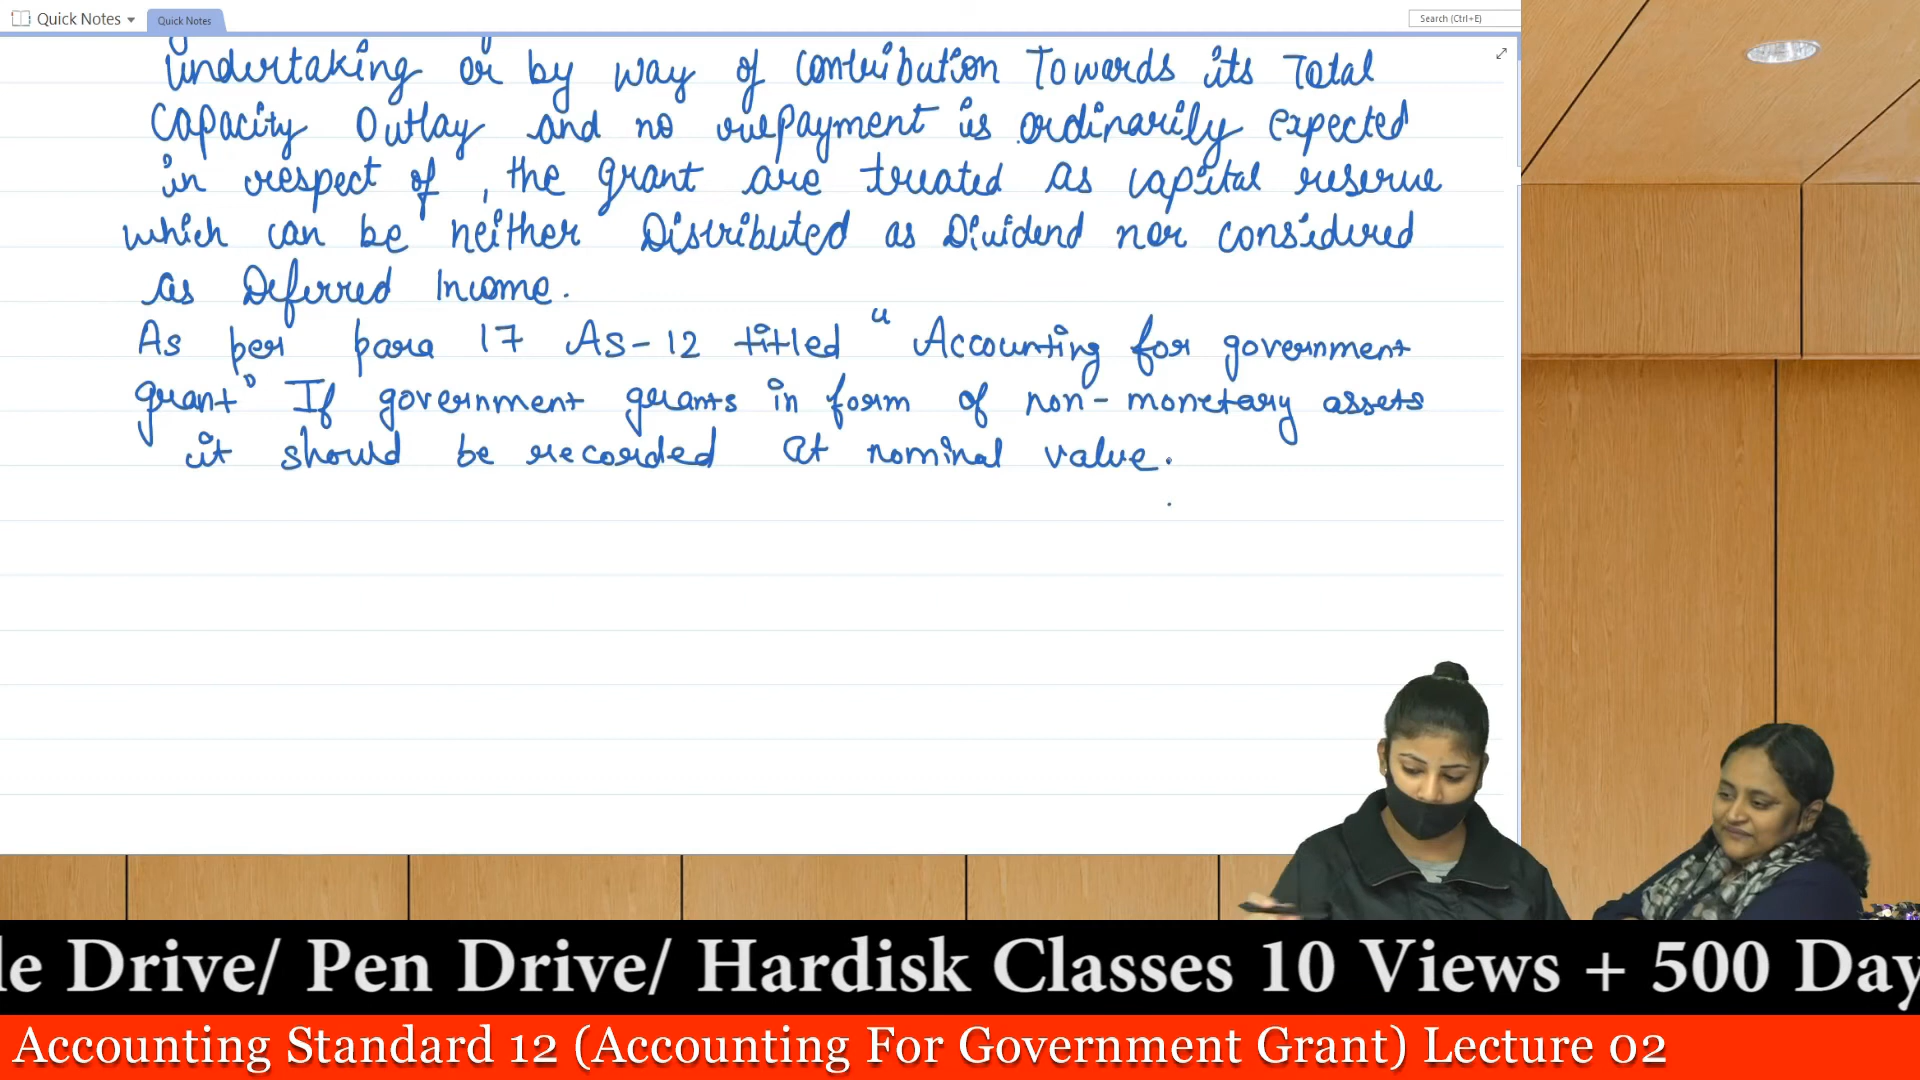 Quick Notes
Quick Notes
Search (Ctrl+E)
undertaking or by way of contribution Towards its Total
Capacity Outlay and no repayment is ordinarily expected
in respect of , the grant are treated as capital reserve
which can be neither Distributed as Dividend nor considered
as Deferred Income.
As per para 17 AS-12 titled " Accounting for government
grant" If government grants in form of non-monetary assets
it should be recorded at nominal value.
le Drive/ Pen Drive/ Hardisk Classes 10 Views + 500 Day
Accounting Standard 12 (Accounting For Government Grant) Lecture 02